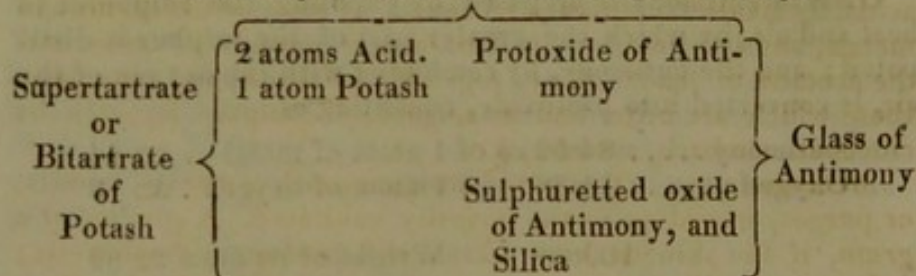 Supertartrate
or
Bitartrate
of
Potash
2 atoms Acid.
1 atom Potash
Protoxide of Anti-
mony
Sulphuretted oxide
of Antimony, and
Silica
Glass of
Antimony